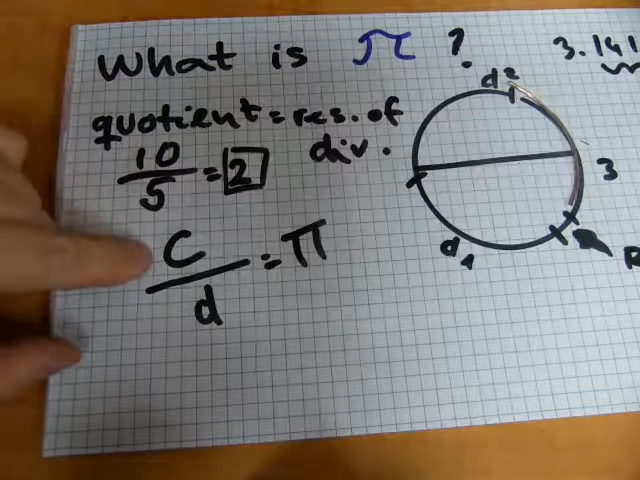 What is π ?
3.141
quotient = res. of
div.
10/5 = 2
C/d = π
d2
3
d1
R